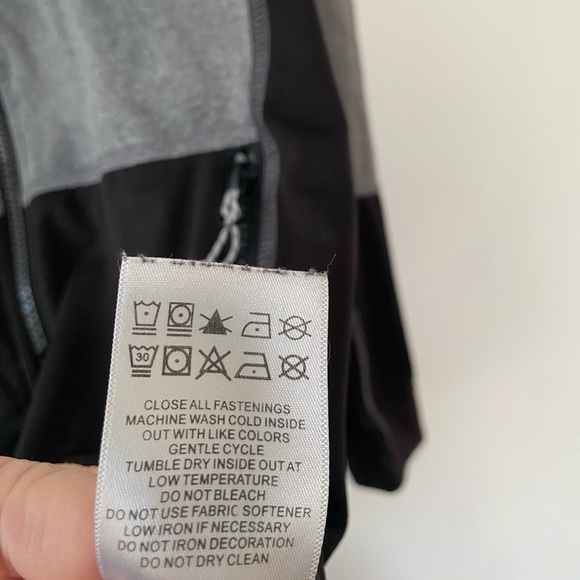 30
CLOSE ALL FASTENINGS
MACHINE WASH COLD INSIDE
OUT WITH LIKE COLORS
GENTLE CYCLE
TUMBLE DRY INSIDE OUT AT
LOW TEMPERATURE
DO NOT BLEACH
DO NOT USE FABRIC SOFTENER
LOW IRON IF NECESSARY
DO NOT IRON DECORATION
DO NOT DRY CLEAN